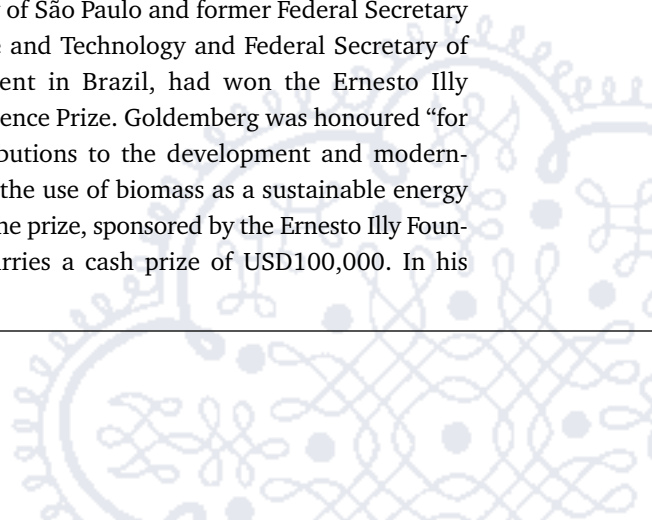 of São Paulo and former Federal Secretary
and Technology and Federal Secretary of
ent in Brazil, had won the Ernesto Illy
ence Prize. Goldemberg was honoured “for
butions to the development and modern-
the use of biomass as a sustainable energy
he prize, sponsored by the Ernesto Illy Foun-
rries a cash prize of USD100,000. In his